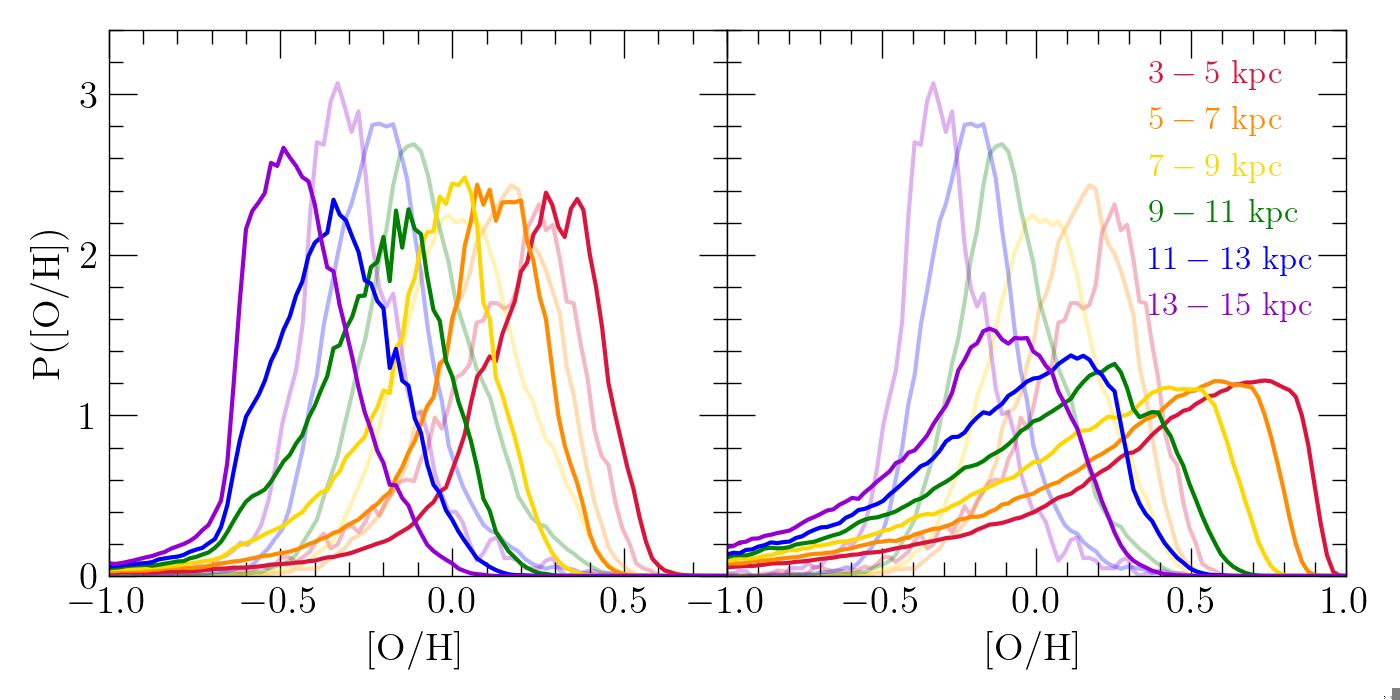 P([O/H])
3
2
1
0
−1.0 −0.5 0.0 0.5
[O/H]
3 − 5 kpc
5 − 7 kpc
7 − 9 kpc
9 − 11 kpc
11 − 13 kpc
13 − 15 kpc
−1.0 −0.5 0.0 0.5 1.0
[O/H]